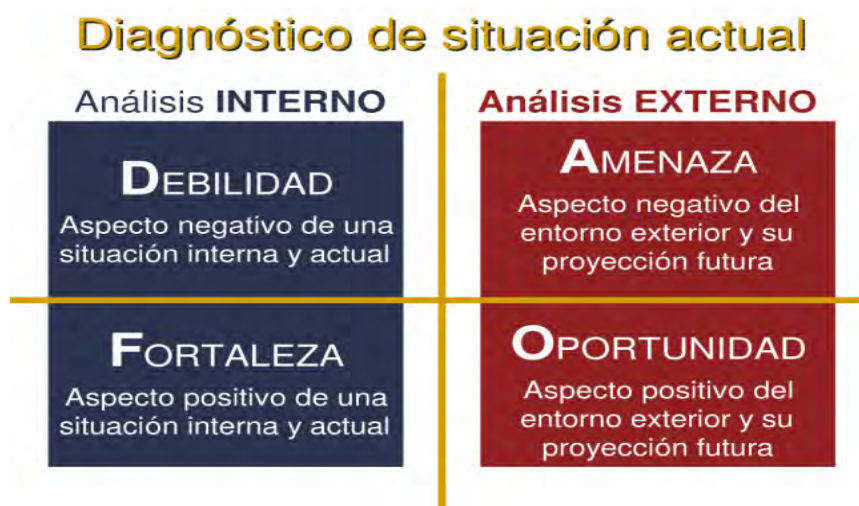 Diagnóstico de situación actual
Análisis INTERNO
DEBILIDAD
Aspecto negativo de una
situación interna y actual
FORTALEZA
Aspecto positivo de una
situación interna y actual
Análisis EXTERNO
AMENAZA
Aspecto negativo del
entorno exterior y su
proyección futura
OPORTUNIDAD
Aspecto positivo del
entorno exterior y su
proyección futura